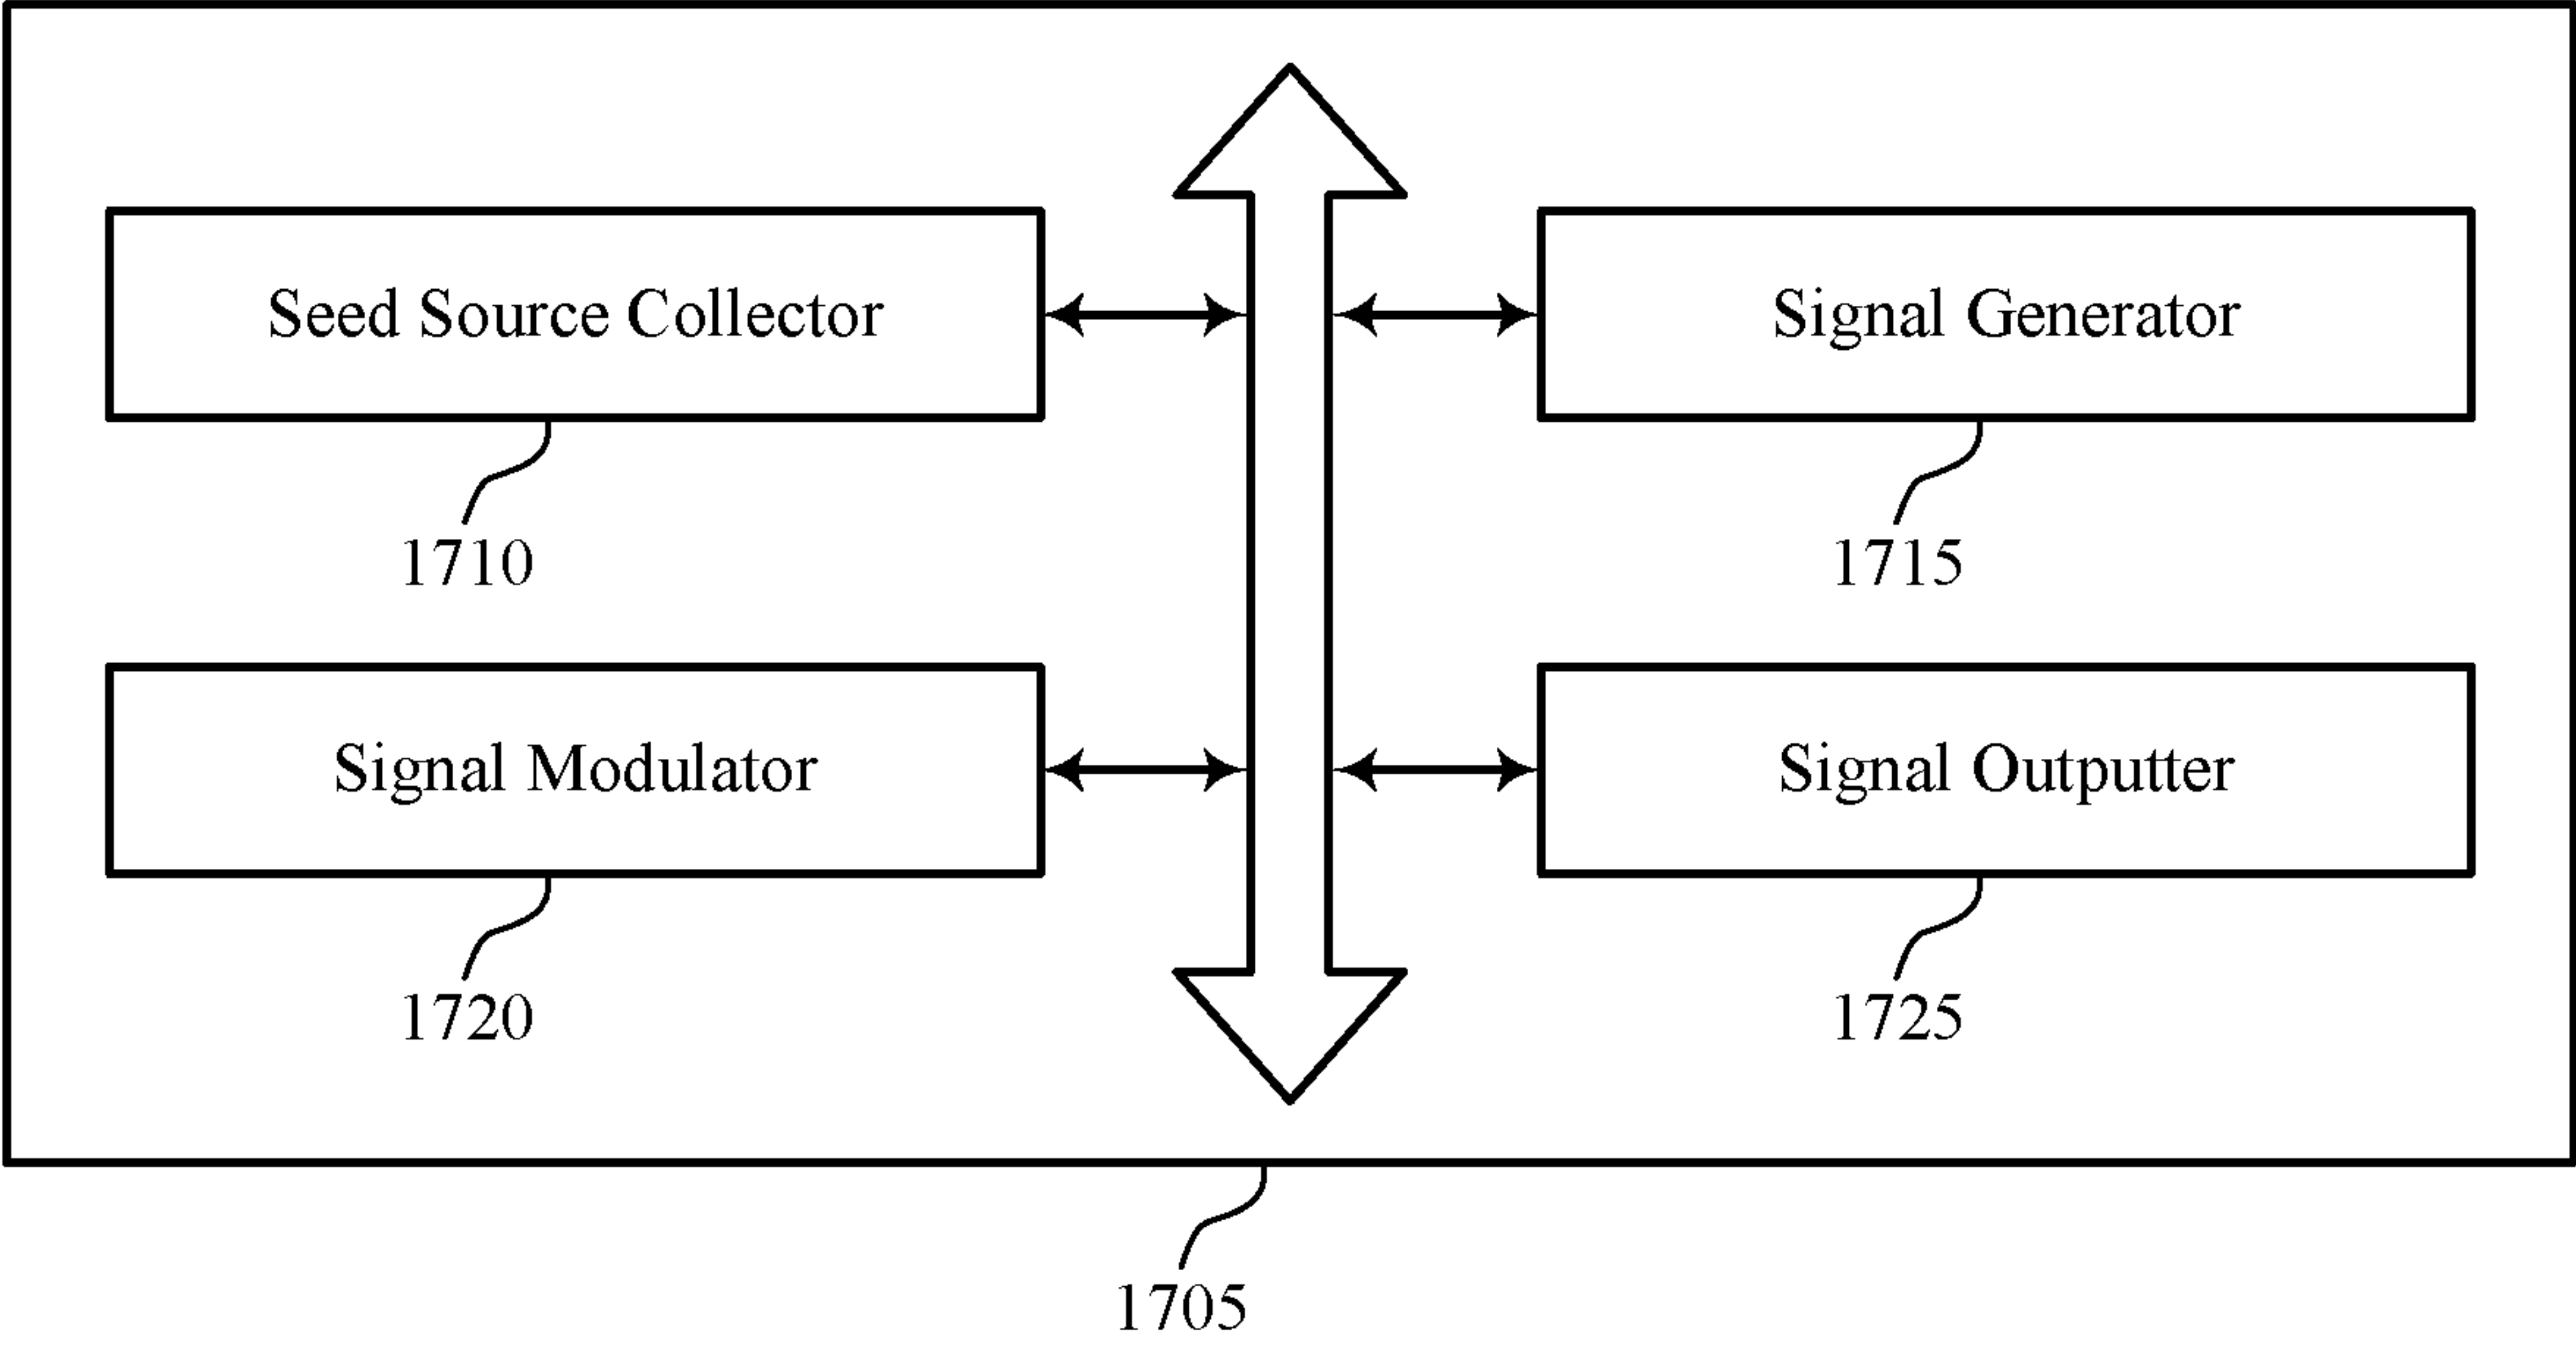 Seed Source Collector
Signal Generator
1710
1715
Signal Modulator
Signal Outputter
1720
1725
1705